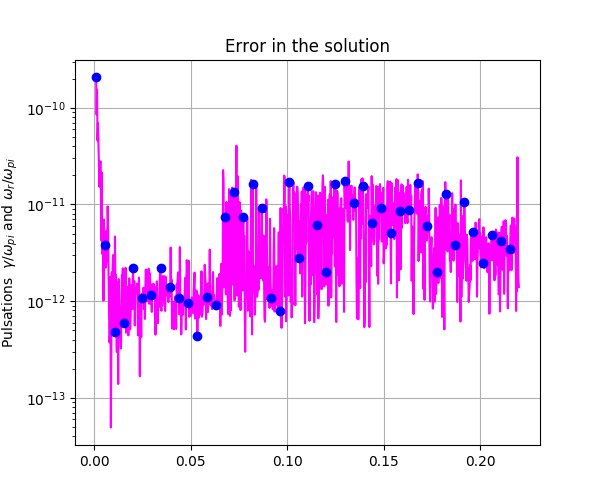 Error in the solution
Pulsations γ/ω_pi and ω_r/ω_pi
10⁻¹⁰
10⁻¹¹
10⁻¹²
10⁻¹³
0.00 0.05 0.10 0.15 0.20